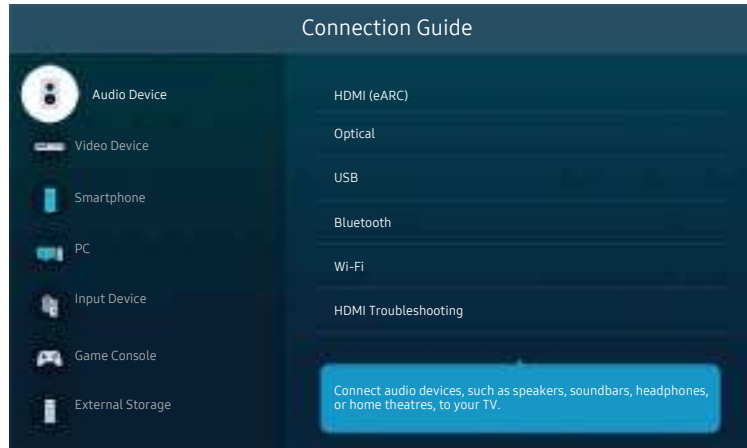 Connection Guide
Audio Device
Video Device
Smartphone
PC
Input Device
Game Console
External Storage
HDMI (eARC)
Optical
USB
Bluetooth
Wi-Fi
HDMI Troubleshooting
Connect audio devices, such as speakers, soundbars, headphones,
or home theatres, to your TV.